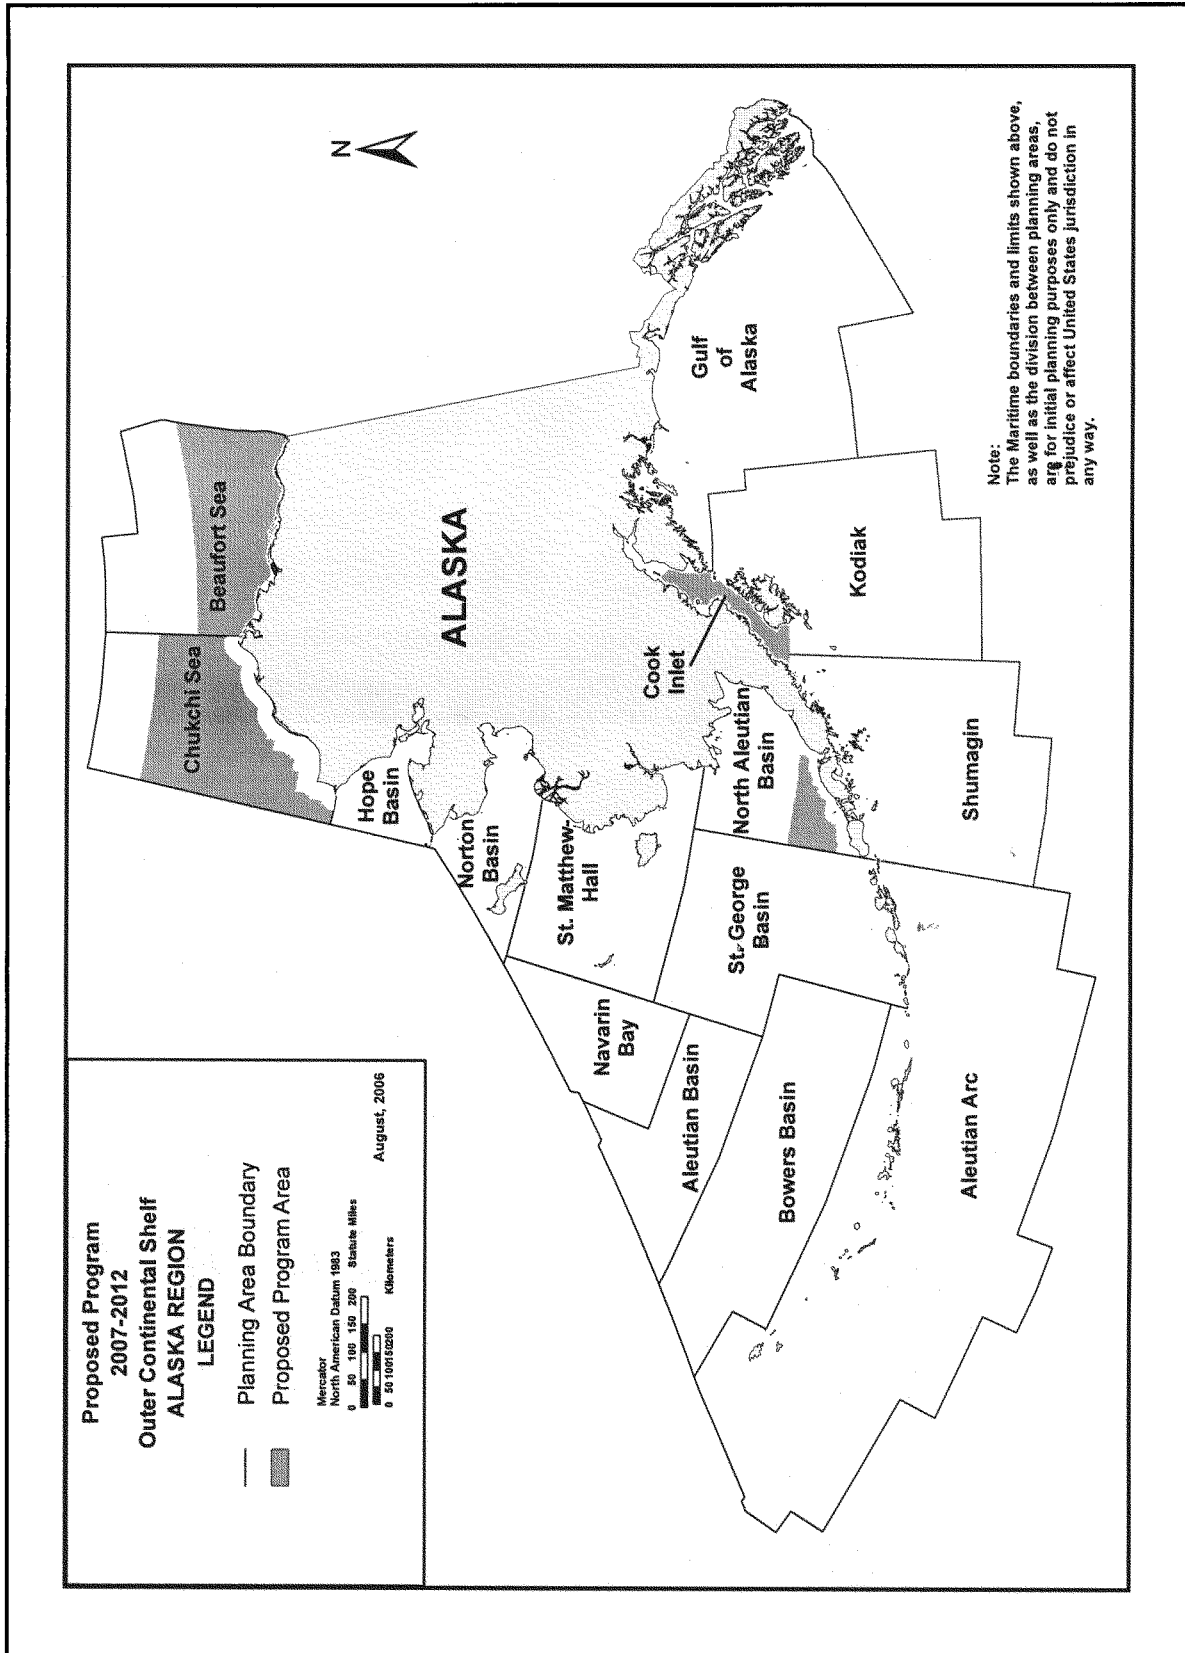 Proposed Program
2007-2012
Outer Continental Shelf
ALASKA REGION
LEGEND
Planning Area Boundary
Proposed Program Area
Mercator
North American Datum 1983
0 50 100 150 200 Statute Miles
0 50 100150200 Kilometers
August, 2006
N
Chukchi Sea
Beaufort Sea
Hope
Basin
Norton
Basin
ALASKA
St. Matthew-
Hall
Navarin
Bay
Aleutian Basin
Bowers Basin
St. George
Basin
North Aleutian
Basin
Cook
Inlet
Gulf
of
Alaska
Kodiak
Shumagin
Aleutian Arc
Note:
The Maritime boundaries and limits shown above,
as well as the division between planning areas,
are for initial planning purposes only and do not
prejudice or affect United States jurisdiction in
any way.